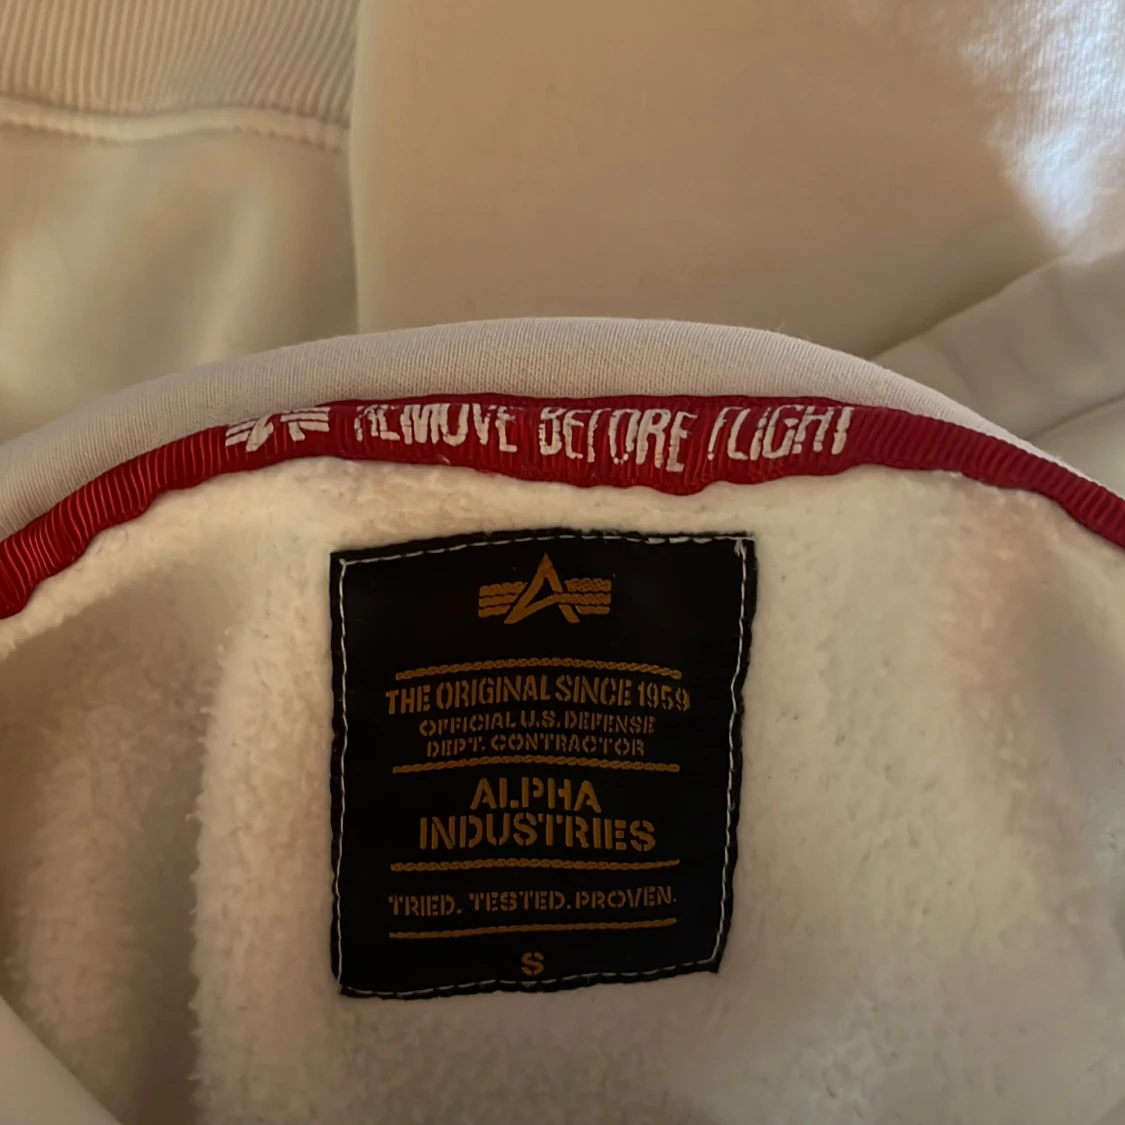 REMOVE BEFORE FLIGHT
THE ORIGINAL SINCE 1959
OFFICIAL U.S. DEFENSE
DEPT. CONTRACTOR
ALPHA
INDUSTRIES
TRIED. TESTED. PROVEN.
S